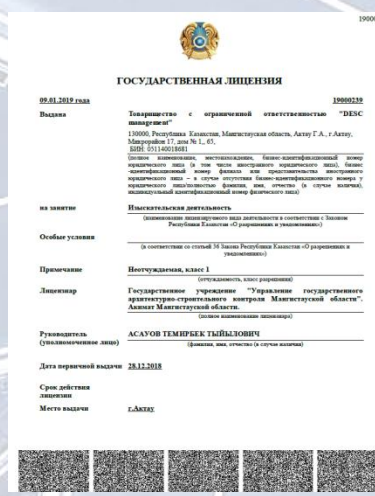 19000
ГОСУДАРСТВЕННАЯ ЛИЦЕНЗИЯ
09.01.2019 года 19000239
Выдана Товарищество с ограниченной ответственностью "DESC management"
130000, Республика Казахстан, Мангистауская область, Актау Г.А., г.Актау,
Микрорайон 17, дом № 1,, 65,
БИН: 051140018681
(полное наименование, местонахождение, бизнес-идентификационный номер
юридического лица (в том числе иностранного юридического лица), бизнес
-идентификационный номер филиала или представительства иностранного
юридического лица – в случае отсутствия бизнес-идентификационного номера у
юридического лица/полностью фамилия, имя, отчество (в случае наличия),
индивидуальный идентификационный номер физического лица)
на занятие Изыскательская деятельность
(наименование лицензируемого вида деятельности в соответствии с Законом
Республики Казахстан «О разрешениях и уведомлениях»)
Особые условия
(в соответствии со статьей 36 Закона Республики Казахстан «О разрешениях и
уведомлениях»)
Примечание Неотчуждаемая, класс 1
(отчуждаемость, класс разрешения)
Лицензиар Государственное учреждение "Управление государственного
архитектурно-строительного контроля Мангистауской области".
Акимат Мангистауской области.
(полное наименование лицензиара)
Руководитель АСАУОВ ТЕМИРБЕК ТЫЙЫЛОВИЧ
(уполномоченное лицо) (фамилия, имя, отчество (в случае наличия)
Дата первичной выдачи 28.12.2018
Срок действия
лицензии
Место выдачи г.Актау